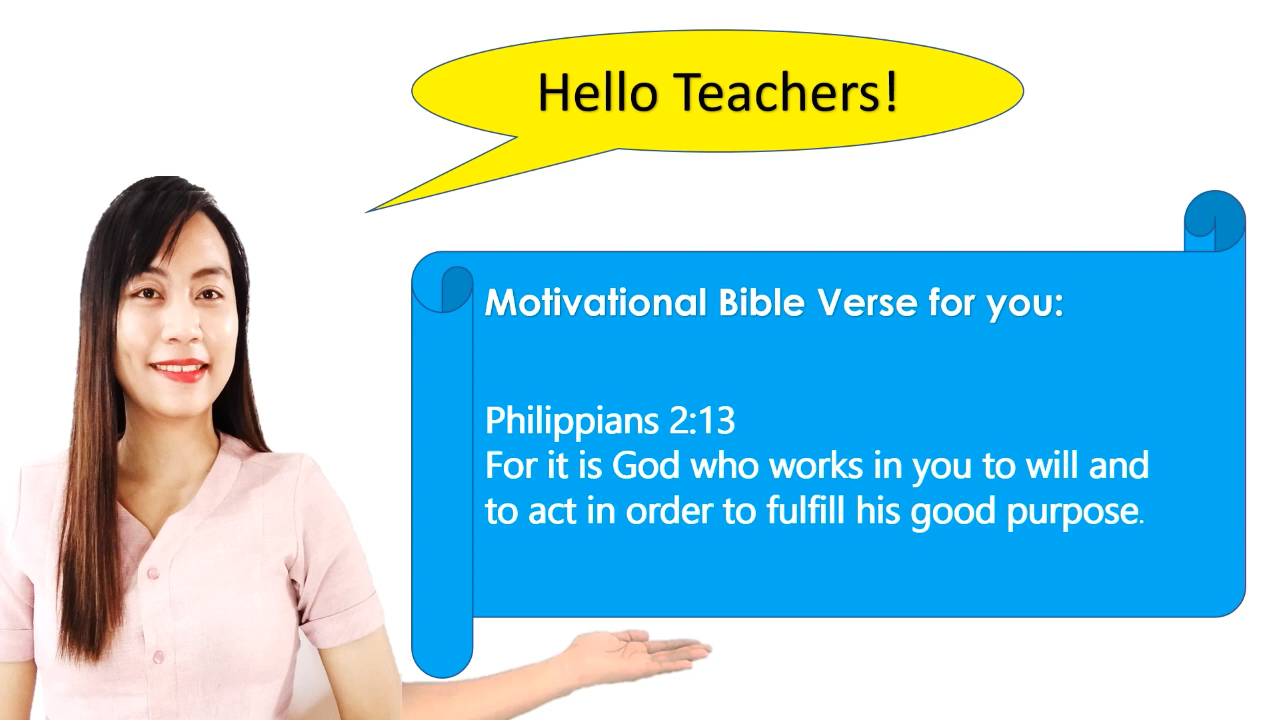 Hello Teachers!
Motivational Bible Verse for you:
Philippians 2:13
For it is God who works in you to will and
to act in order to fulfill his good purpose.